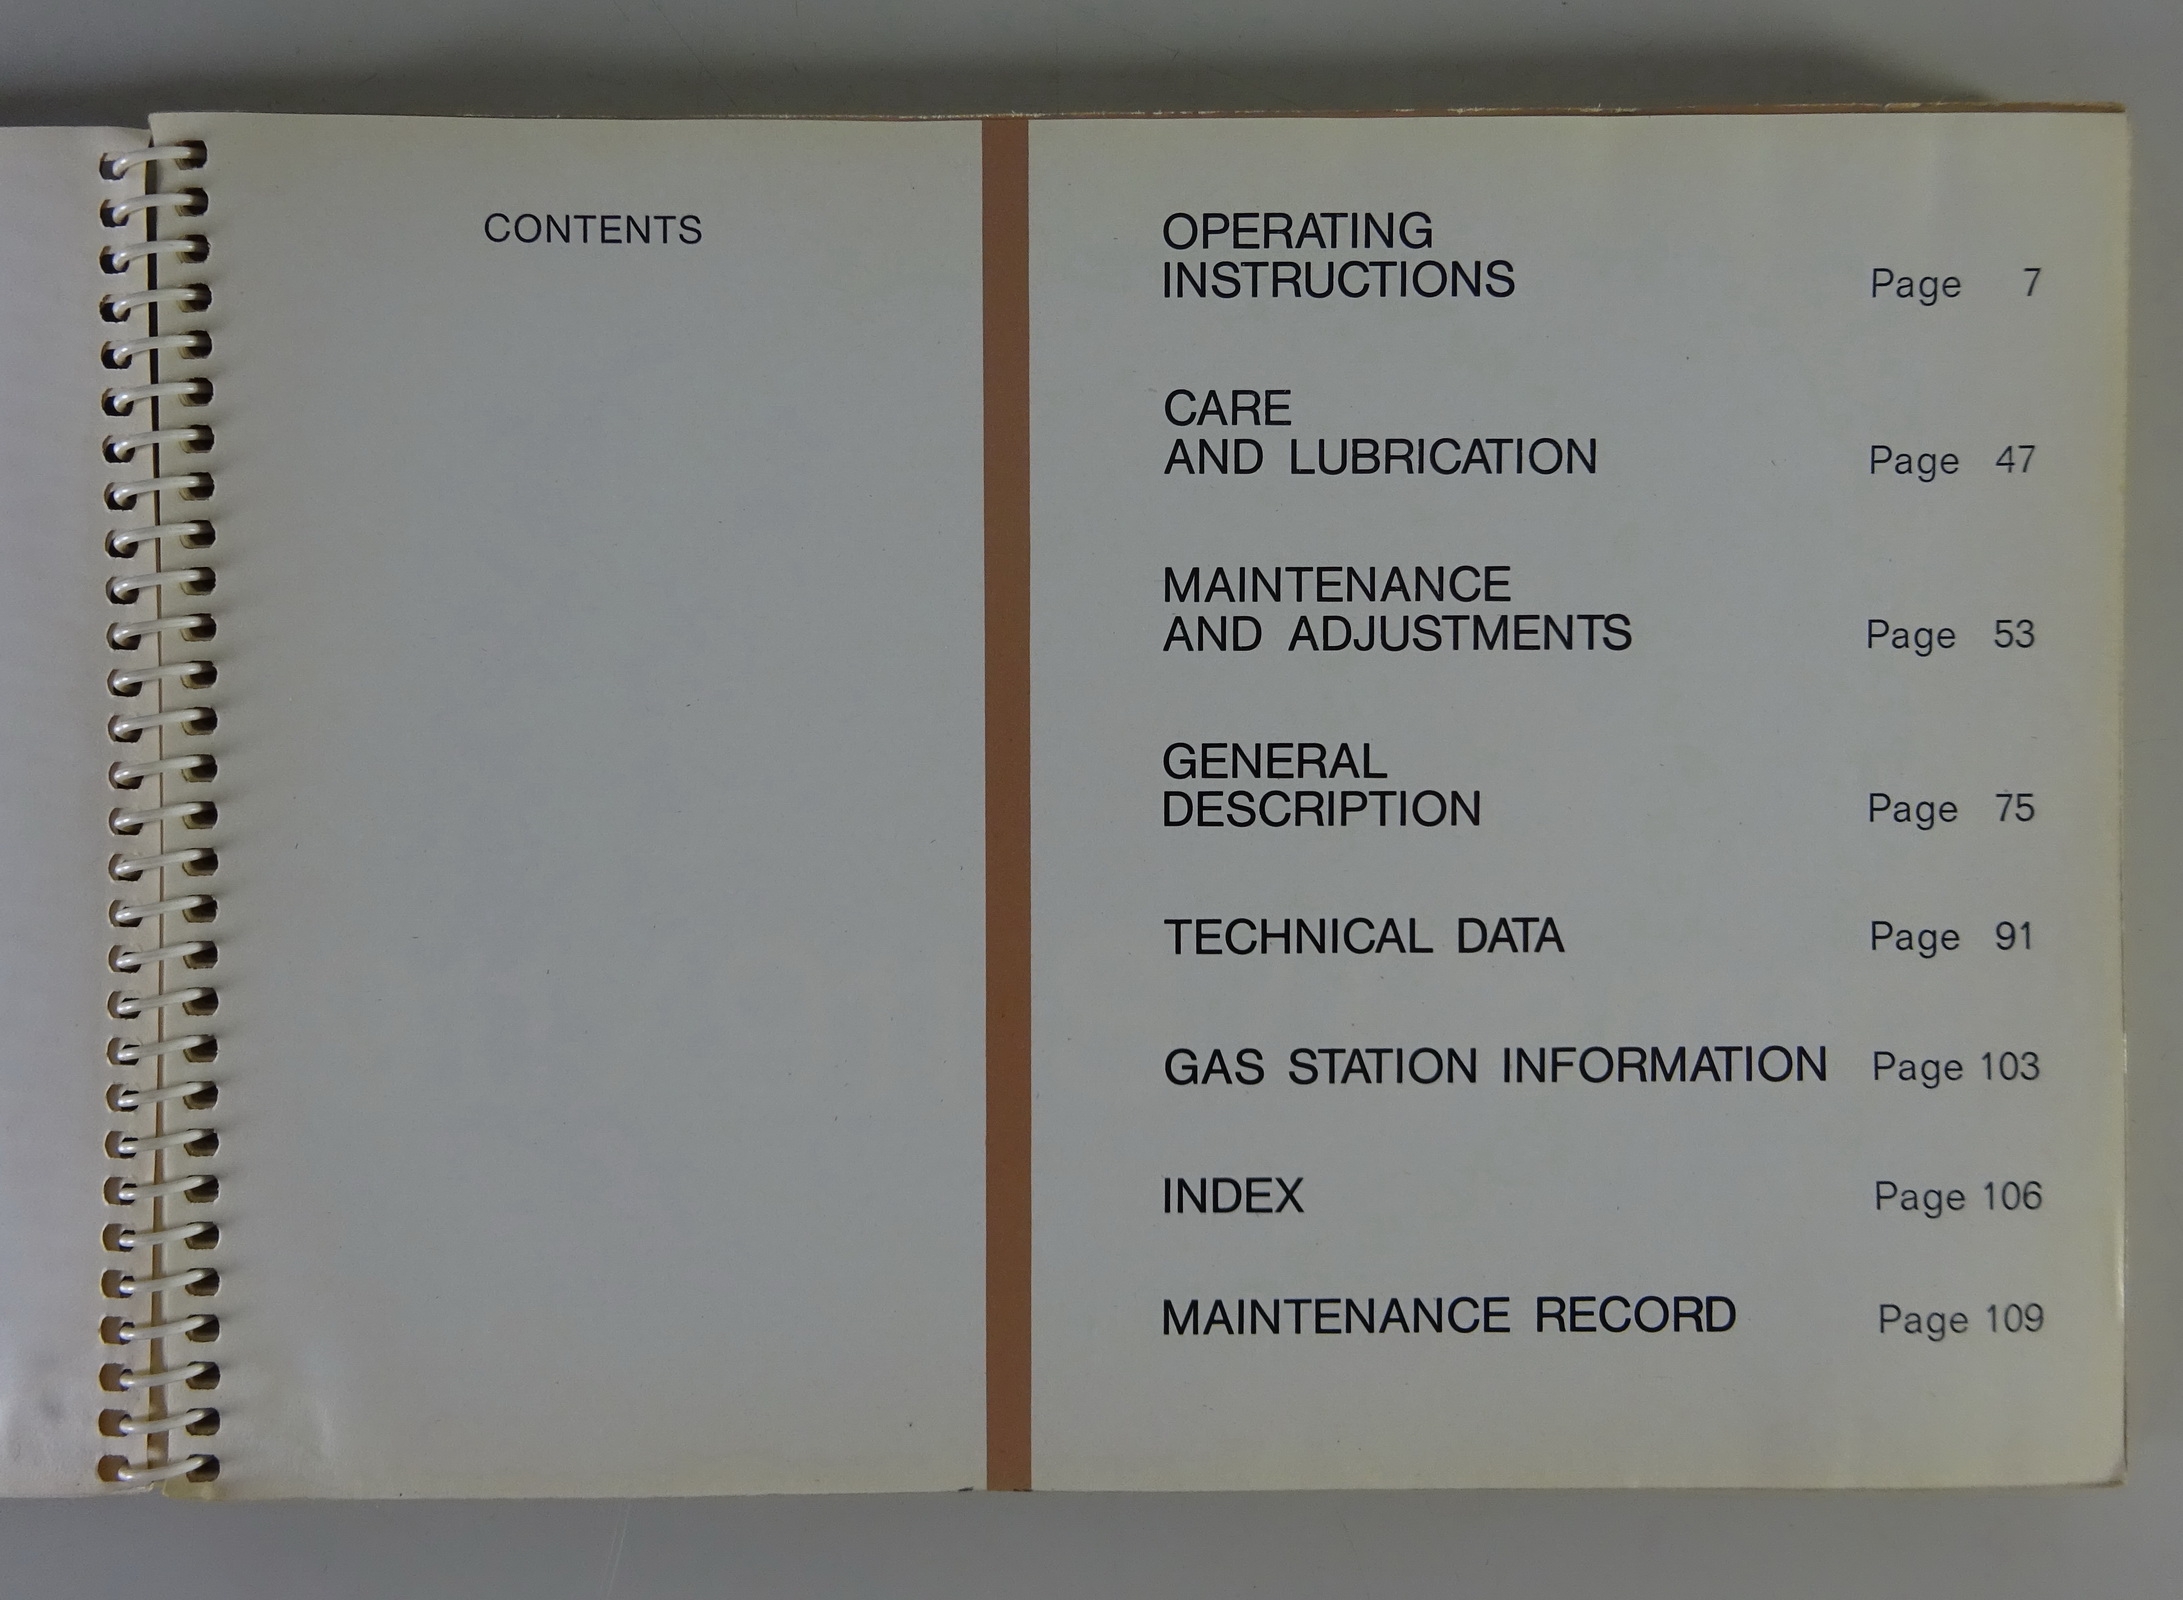 CONTENTS
OPERATING
INSTRUCTIONS Page 7
CARE
AND LUBRICATION Page 47
MAINTENANCE
AND ADJUSTMENTS Page 53
GENERAL
DESCRIPTION Page 75
TECHNICAL DATA Page 91
GAS STATION INFORMATION Page 103
INDEX Page 106
MAINTENANCE RECORD Page 109